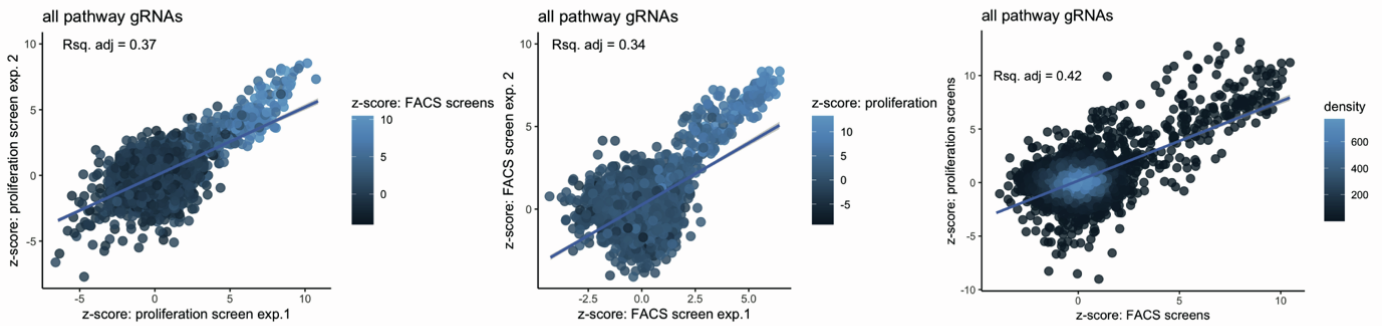 all pathway gRNAs
Rsq. adj = 0.37
10
5
0
-5
z-score: proliferation screen exp. 2
-5
0
5
10
z-score: proliferation screen exp.1
z-score: FACS screens
10
5
0
all pathway gRNAs
Rsq. adj = 0.34
10
5
0
z-score: FACS screen exp. 2
-2.5
0.0
2.5
5.0
z-score: FACS screen exp.1
z-score: proliferation
10
5
0
-5
all pathway gRNAs
Rsq. adj = 0.42
10
5
0
-5
-10
z-score: proliferation screens
0
5
10
z-score: FACS screens
density
600
400
200